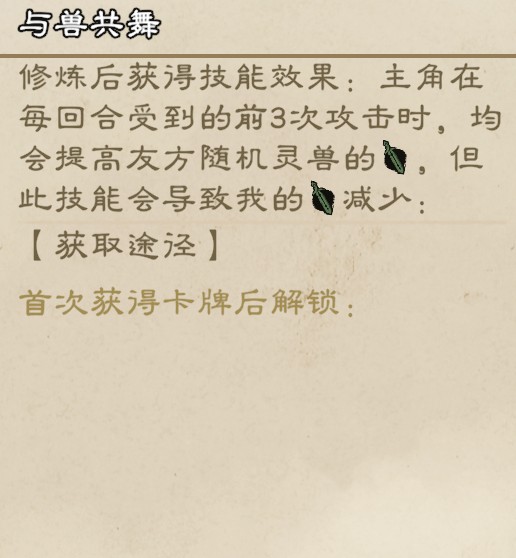 与兽共舞
修炼后获得技能效果：主角在
每回合受到的前3次攻击时，均
会提高友方随机灵兽的，但
此技能会导致我的减少：
【获取途径】
首次获得卡牌后解锁：